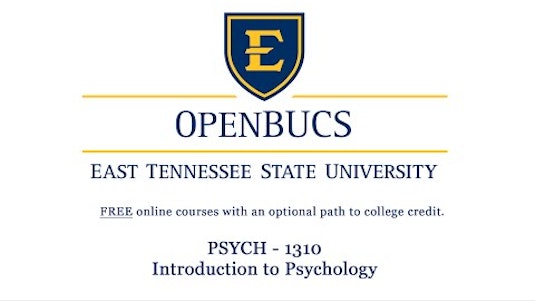 E
OPENBUCS
EAST TENNESSEE STATE UNIVERSITY
FREE online courses with an optional path to college credit.
PSYCH - 1310
Introduction to Psychology